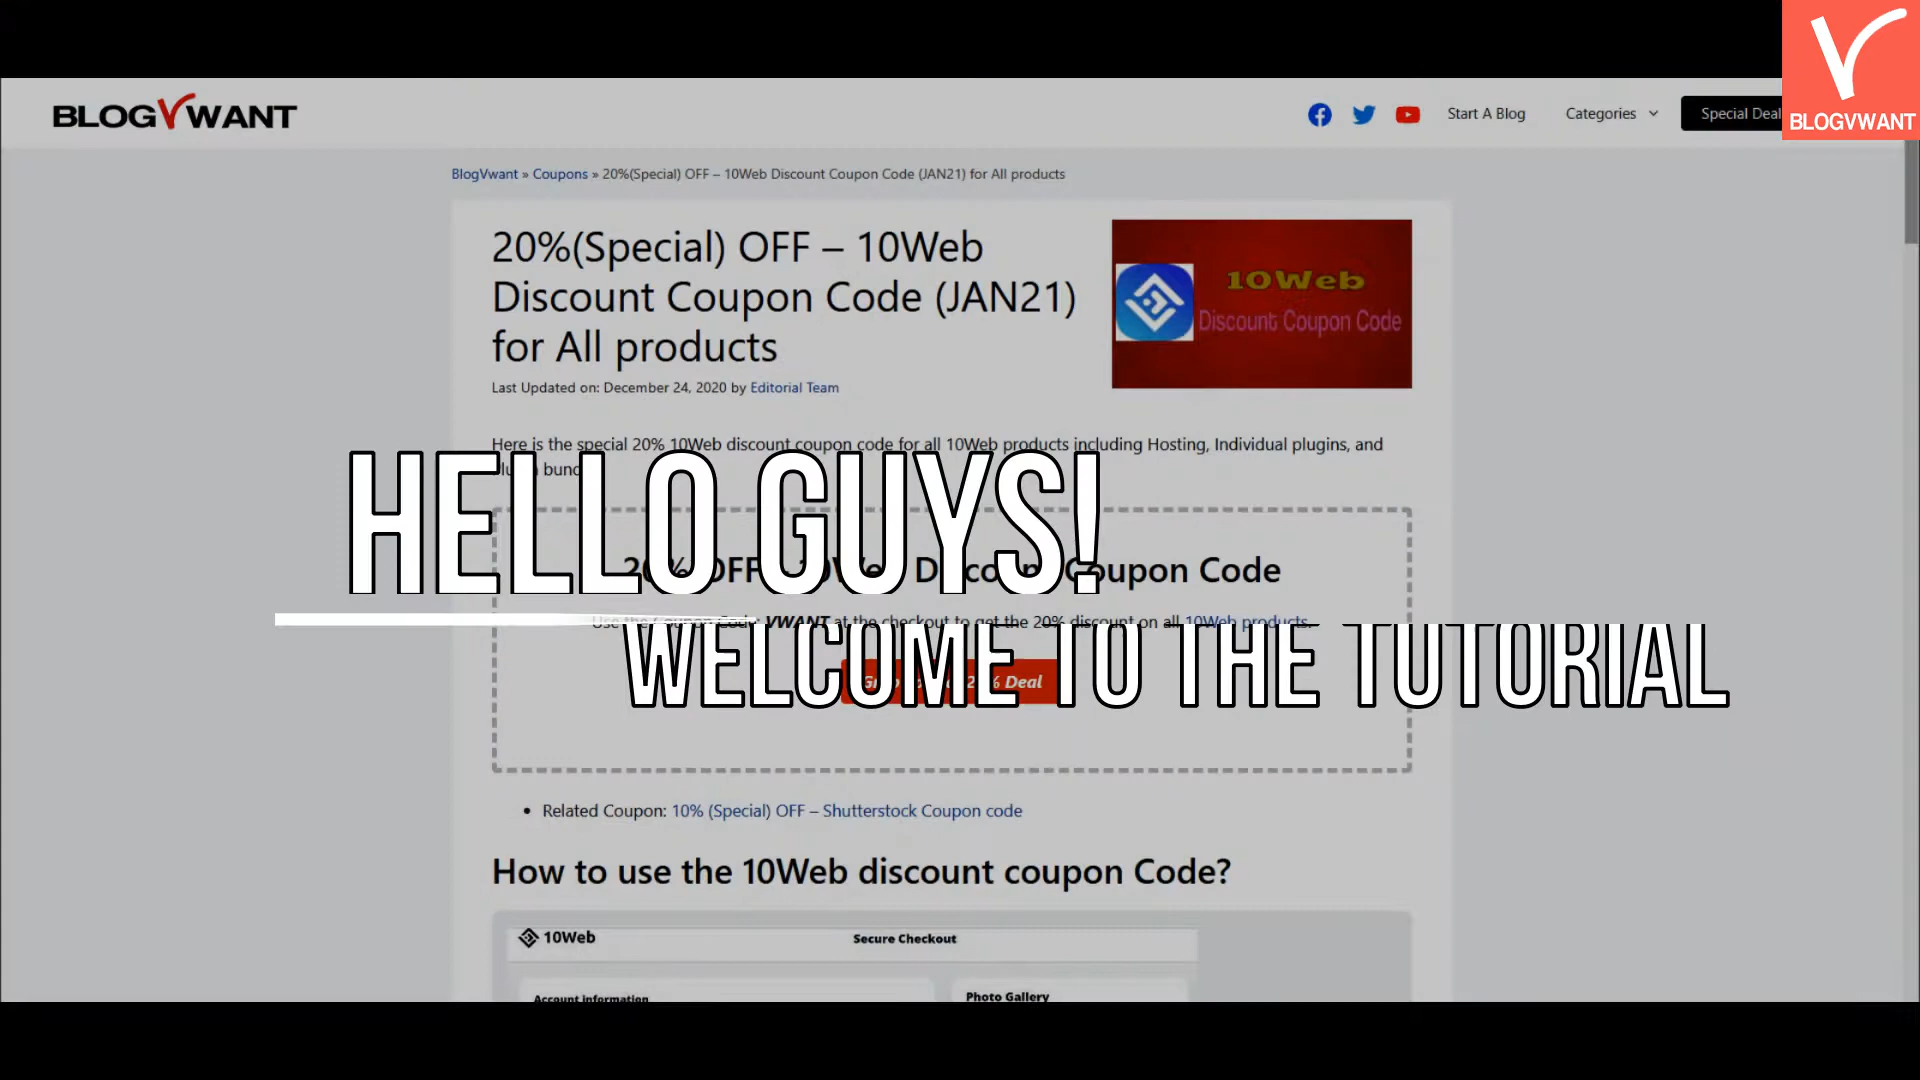 BLOGVWANT
Start A Blog
Categories
Special Deal
BLOGVWANT
BlogVwant » Coupons » 20%(Special) OFF – 10Web Discount Coupon Code (JAN21) for All products
20%(Special) OFF – 10Web
Discount Coupon Code (JAN21)
for All products
10Web
Discount Coupon Code
Last Updated on: December 24, 2020 by Editorial Team
Here is the special 20% 10Web discount coupon code for all 10Web products including Hosting, Individual plugins, and
HELLO GUYS!
Coupon Code
VWANT at the checkout to get the 20% discount on all 10Web products.
WELCOME TO THE TUTORIAL
Deal
Related Coupon: 10% (Special) OFF – Shutterstock Coupon code
How to use the 10Web discount coupon Code?
10Web
Secure Checkout
Account information
Photo Gallery